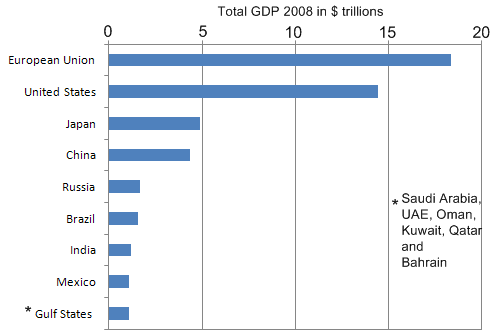 Total GDP 2008 in $ trillions
0 5 10 15 20
European Union
United States
Japan
China
Russia
Brazil
India
Mexico
* Gulf States
* Saudi Arabia,
UAE, Oman,
Kuwait, Qatar
and
Bahrain